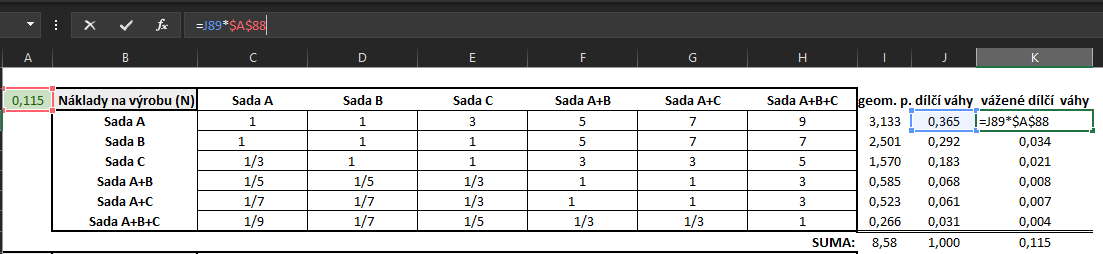 =J89*$A$88
A B C D E F G H I J K
0,115 Náklady na výrobu (N) Sada A Sada B Sada C Sada A+B Sada A+C Sada A+B+C geom. p. dílčí váhy vážené dílčí váhy
Sada A 1 1 3 5 7 9 3,133 0,365 =J89*$A$88
Sada B 1 1 1 5 7 7 2,501 0,292 0,034
Sada C 1/3 1 1 3 3 5 1,570 0,183 0,021
Sada A+B 1/5 1/5 1/3 1 1 3 0,585 0,068 0,008
Sada A+C 1/7 1/7 1/3 1 1 3 0,523 0,061 0,007
Sada A+B+C 1/9 1/7 1/5 1/3 1/3 1 0,266 0,031 0,004
SUMA: 8,58 1,000 0,115